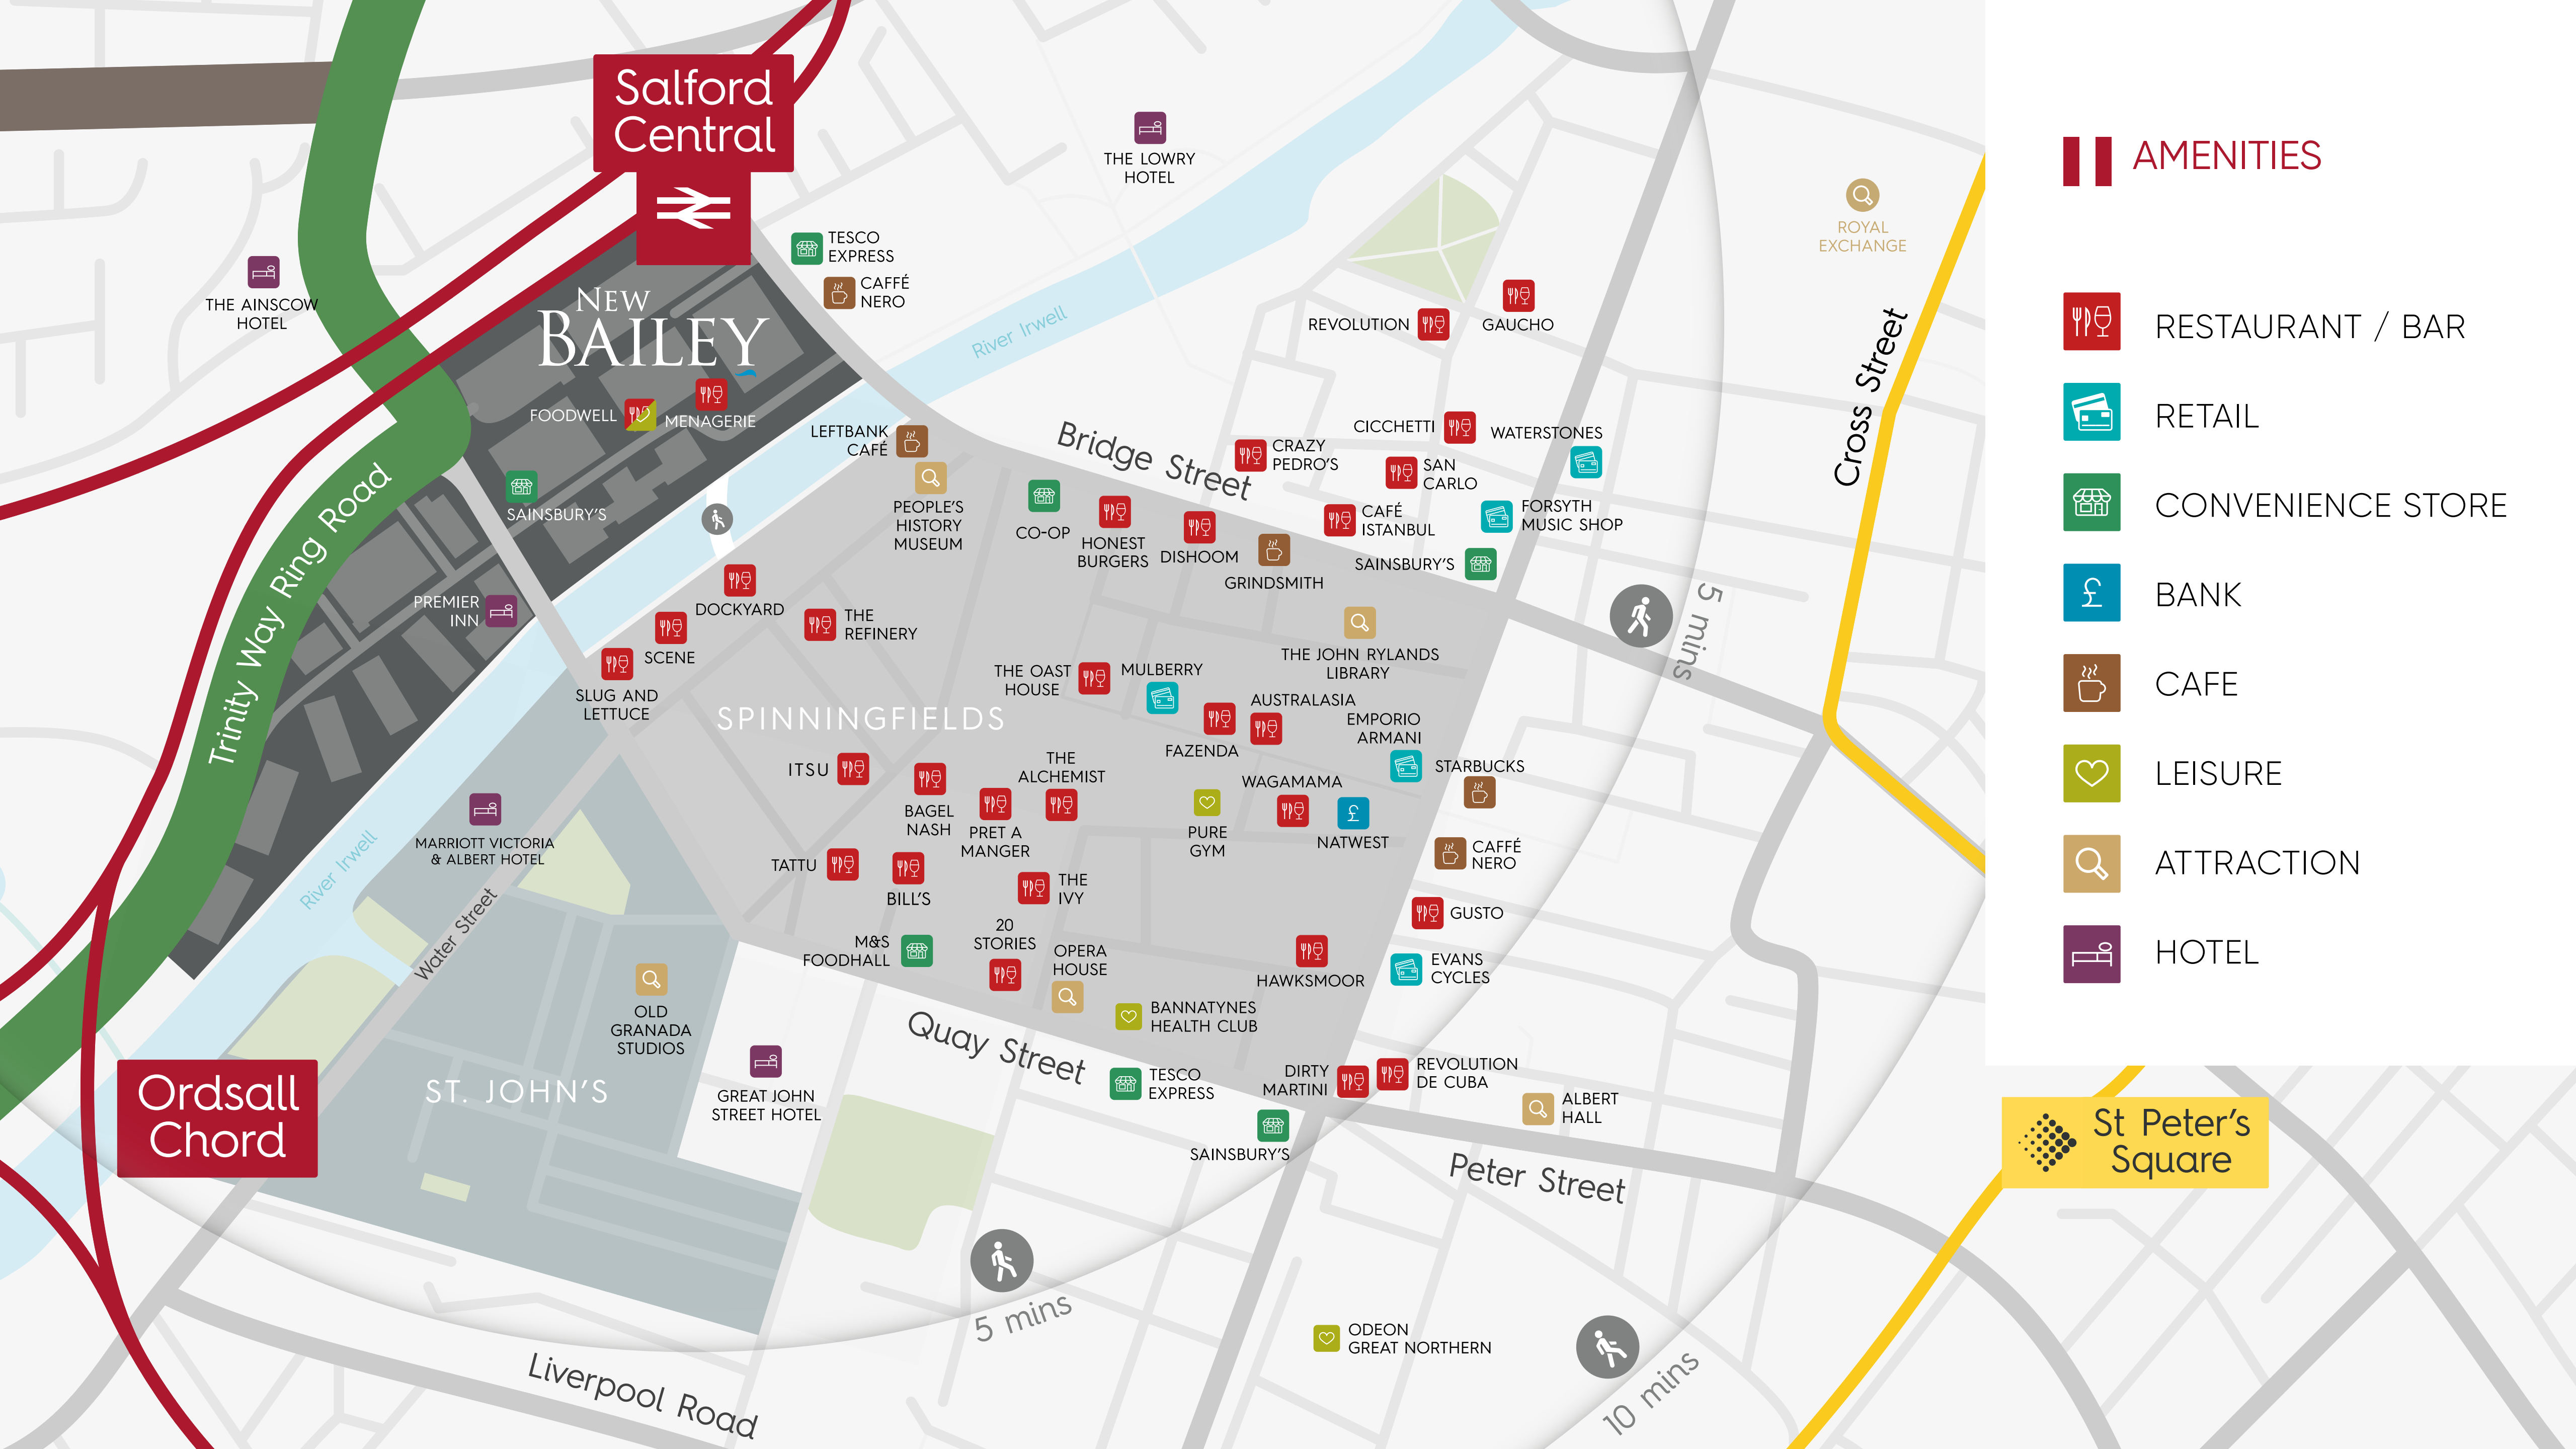 Salford
Central
THE LOWRY
HOTEL
ROYAL
EXCHANGE
TESCO
EXPRESS
CAFFÉ
NERO
THE AINSCOW
HOTEL
NEW
BAILEY
River Irwell
REVOLUTION
GAUCHO
Cross Street
FOODWELL
MENAGERIE
LEFTBANK
CAFÉ
Bridge Street
CRAZY
PEDRO'S
CICCHETTI
WATERSTONES
SAN
CARLO
SAINSBURY'S
PEOPLE'S
HISTORY
MUSEUM
CO-OP
HONEST
BURGERS
DISHOOM
GRINDSMITH
CAFÉ
ISTANBUL
FORSYTH
MUSIC SHOP
SAINSBURY'S
Trinity Way Ring Road
PREMIER
INN
DOCKYARD
THE
REFINERY
SCENE
SLUG AND
LETTUCE
THE JOHN RYLANDS
LIBRARY
5 mins
THE OAST
HOUSE
MULBERRY
SPINNINGFIELDS
AUSTRALASIA
FAZENDA
EMPORIO
ARMANI
ITSU
THE
ALCHEMIST
BAGEL
NASH
PRET A
MANGER
WAGAMAMA
STARBUCKS
PURE
GYM
NATWEST
CAFFÉ
NERO
MARRIOTT VICTORIA
& ALBERT HOTEL
River Irwell
Water Street
TATTU
BILL'S
THE
IVY
GUSTO
M&S
FOODHALL
20
STORIES
OPERA
HOUSE
HAWKSMOOR
EVANS
CYCLES
OLD
GRANADA
STUDIOS
Quay Street
BANNATYNES
HEALTH CLUB
ST. JOHN'S
GREAT JOHN
STREET HOTEL
TESCO
EXPRESS
DIRTY
MARTINI
REVOLUTION
DE CUBA
ALBERT
HALL
SAINSBURY'S
Ordsall
Chord
Peter Street
St Peter's
Square
5 mins
ODEON
GREAT NORTHERN
10 mins
Liverpool Road
AMENITIES
RESTAURANT / BAR
RETAIL
CONVENIENCE STORE
£ BANK
CAFE
LEISURE
ATTRACTION
HOTEL